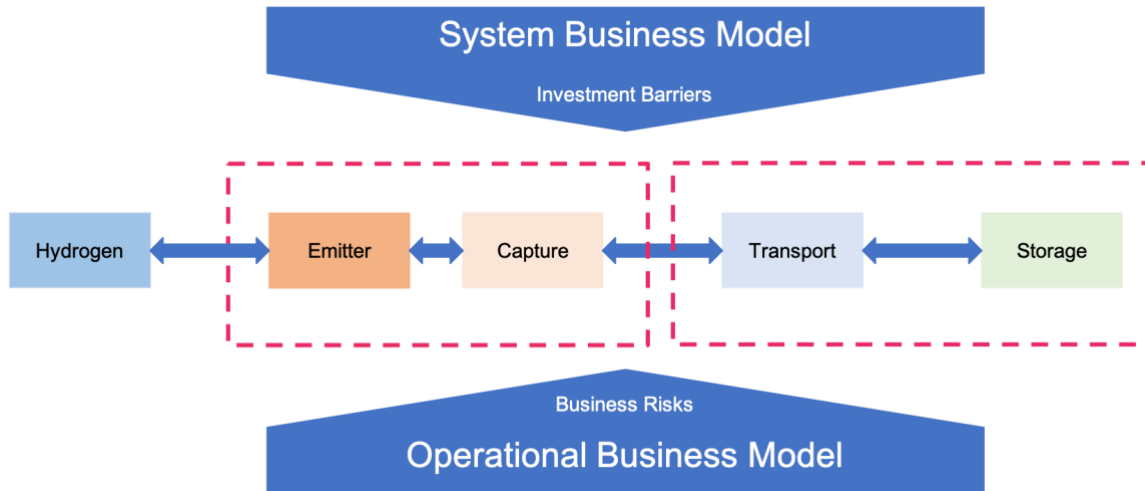 System Business Model
Investment Barriers
Hydrogen
Emitter
Capture
Transport
Storage
Business Risks
Operational Business Model